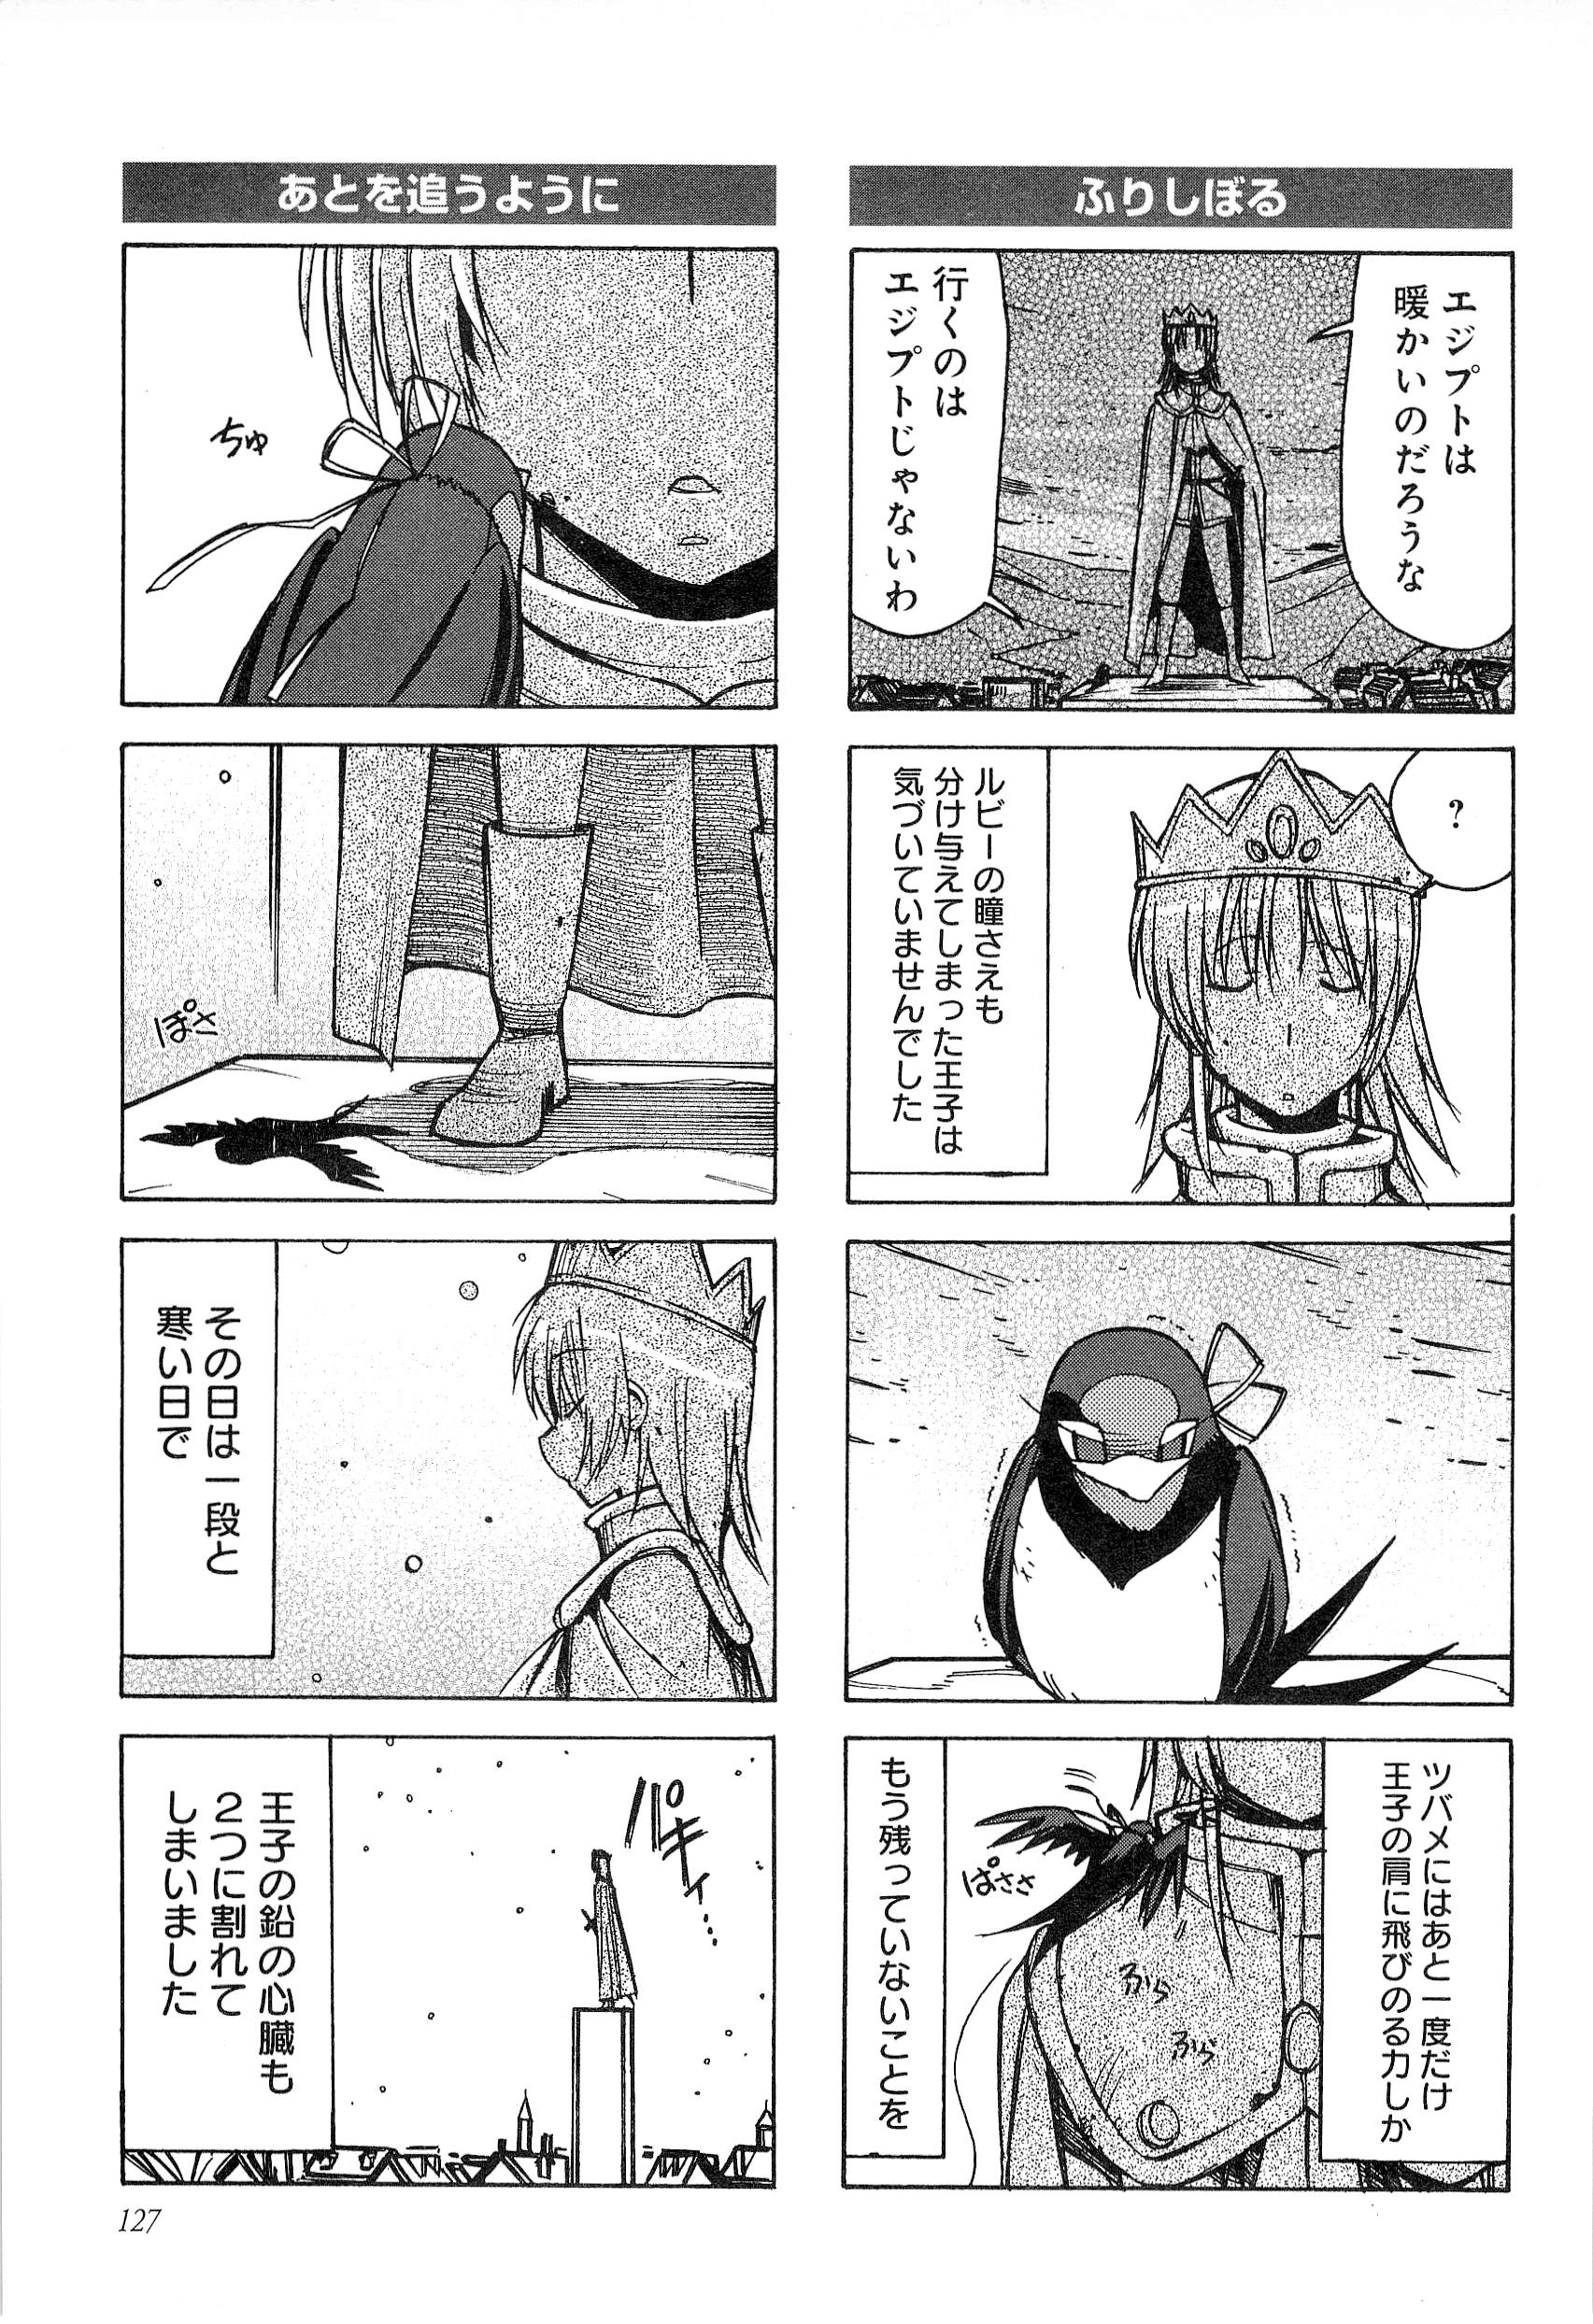 ふりしぼる
エジプトは
暖かいのだろうな
行くのは
エジプトじゃないわ
?
ルビーの瞳さえも
分け与えてしまった王子は
気づいていませんでした
ツバメにはあと一度だけ
王子の肩に飛びのる力しか
ぱささ
ふら
ふら
もう残っていないことを
あとを追うように
ちゅ
ぽさ
その日は一段と
寒い日で
パキィ…
王子の鉛の心臓も
2つに割れて
しまいました
127